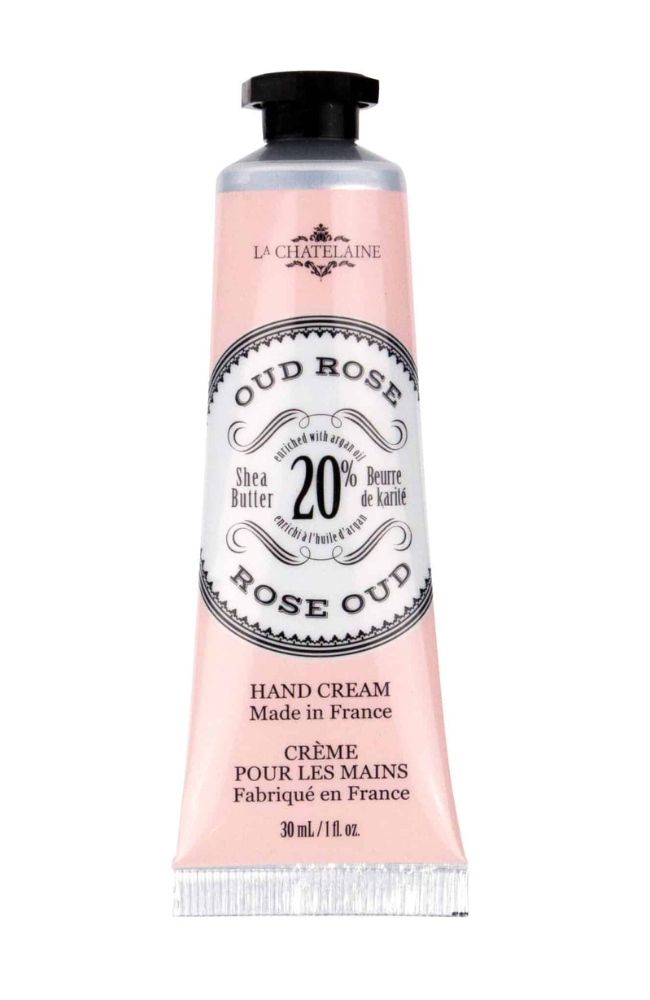 LA CHATELAINE
OUD ROSE
enriched with argan oil
Shea Butter
20%
Beurre de karité
enrichi à l'huile d'argan
ROSE OUD
HAND CREAM
Made in France
CRÈME
POUR LES MAINS
Fabriqué en France
30 mL / 1 fl. oz.